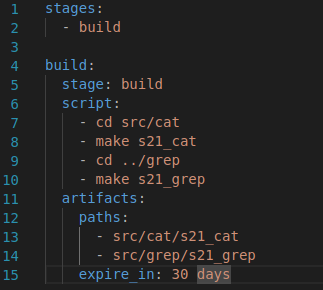 1 stages:
2 - build
3
4 build:
5 stage: build
6 script:
7 - cd src/cat
8 - make s21_cat
9 - cd ../grep
10 - make s21_grep
11 artifacts:
12 paths:
13 - src/cat/s21_cat
14 - src/grep/s21_grep
15 expire_in: 30 days